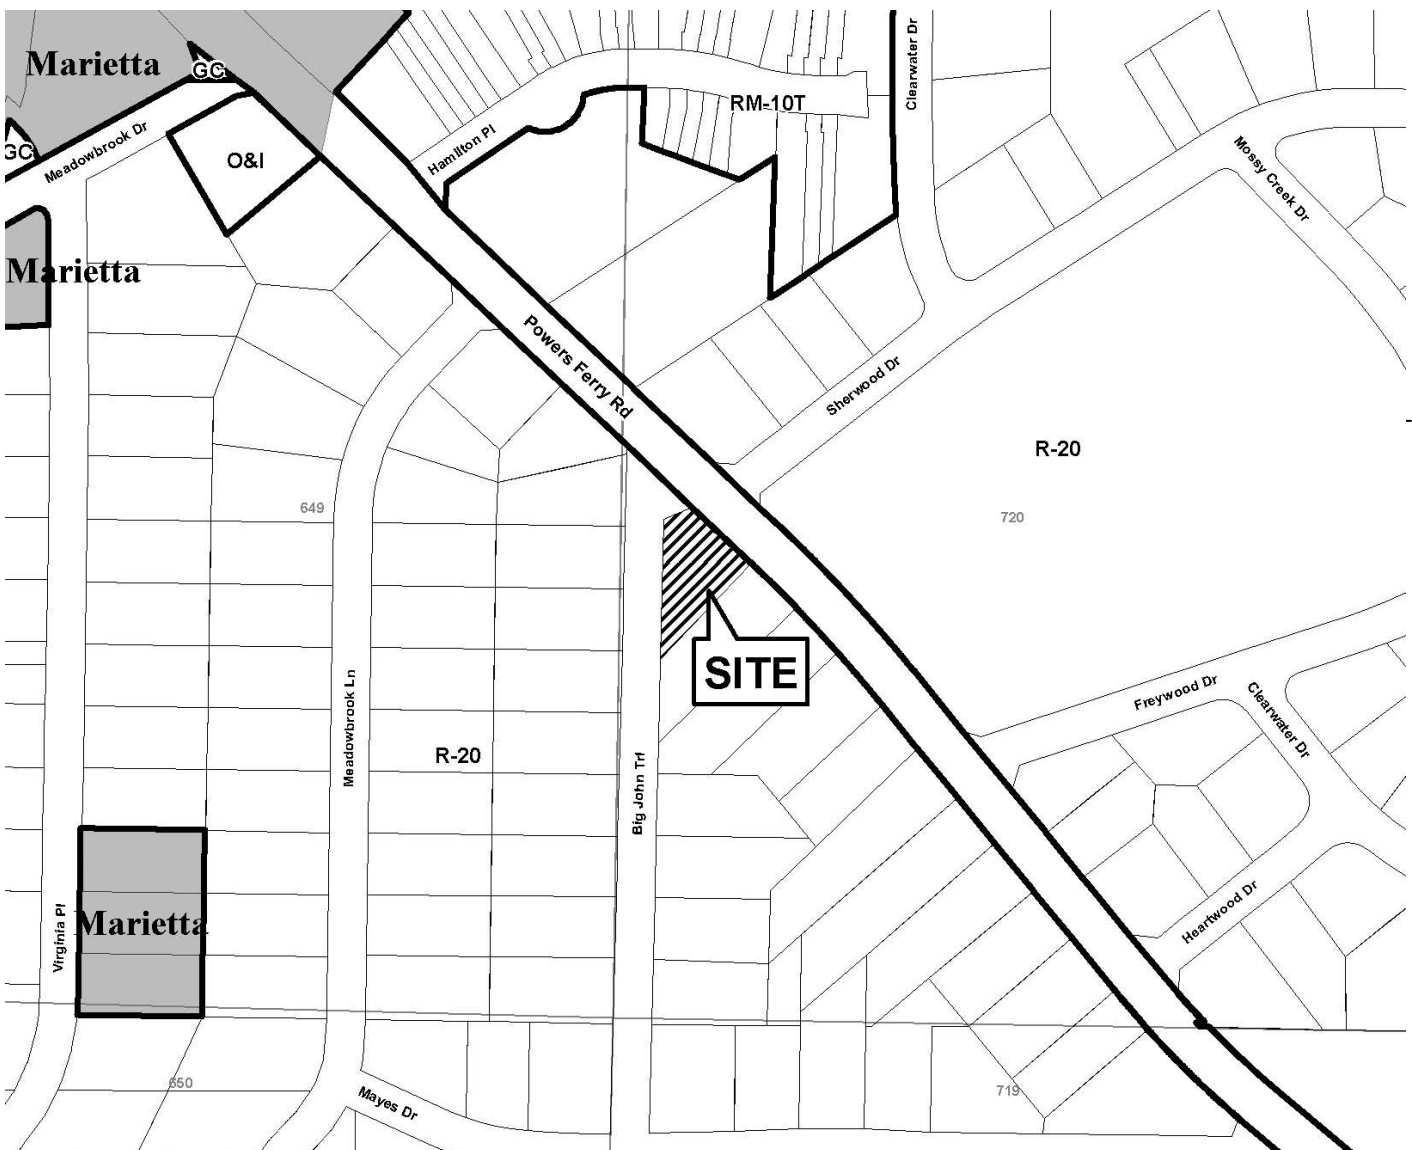 Clearwater Dr
Marietta
GC
RM-10T
Meadowbrook Dr
GC
O&I
Hamilton Pl
Mossy Creek Dr
Marietta
Powers Ferry Rd
Sherwood Dr
R-20
649
720
SITE
Meadowbrook Ln
Freywood Dr
Clearwater Dr
R-20
Big John Trl
Virginia Pl
Marietta
Heartwood Dr
650
Mayes Dr
719